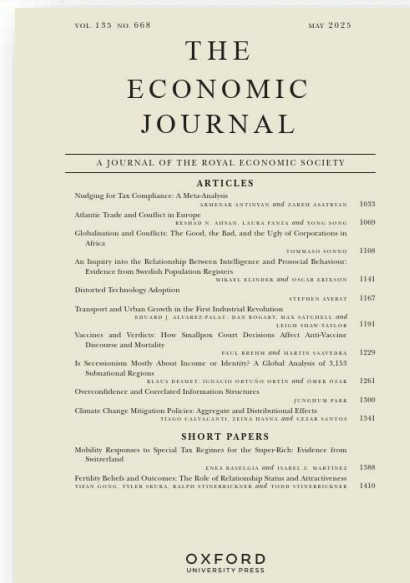 VOL. 135 NO. 668 MAY 2025
THE
ECONOMIC
JOURNAL
A JOURNAL OF THE ROYAL ECONOMIC SOCIETY
ARTICLES
Nudging for Tax Compliance: A Meta-Analysis
ARMENAK ANTINYAN and ZAREH ASATRYAN 1033
Atlantic Trade and Conflict in Europe
RESHAD N. AHSAN, LAURA PANZA and YONG SONG 1069
Globalisation and Conflicts: The Good, the Bad, and the Ugly of Corporations in
Africa
TOMMASO SONNO 1108
An Inquiry into the Relationship Between Intelligence and Prosocial Behaviour:
Evidence from Swedish Population Registers
MIKAEL ELINDER and OSCAR ERIXSON 1141
Distorted Technology Adoption
STEPHEN AYERST 1167
Transport and Urban Growth in the First Industrial Revolution
EDUARD J. ALVAREZ-PALAU, DAN BOGART, MAX SATCHELL and
LEIGH SHAW-TAYLOR 1191
Vaccines and Verdicts: How Smallpox Court Decisions Affect Anti-Vaccine
Discourse and Mortality
PAUL BREHM and MARTIN SAAVEDRA 1229
Is Secessionism Mostly About Income or Identity? A Global Analysis of 3,153
Subnational Regions
KLAUS DESMET, IGNACIO ORTUÑO ORTÍN and ÖMER ÖZAK 1261
Overconfidence and Correlated Information Structures
JUNGHUM PARK 1300
Climate Change Mitigation Policies: Aggregate and Distributional Effects
TIAGO CAVALCANTI, ZEINA HASNA and CEZAR SANTOS 1341
SHORT PAPERS
Mobility Responses to Special Tax Regimes for the Super-Rich: Evidence from
Switzerland
ENEA BASELGIA and ISABEL Z. MARTÍNEZ 1388
Fertility Beliefs and Outcomes: The Role of Relationship Status and Attractiveness
YIFAN GONG, TYLER SKURA, RALPH STINEBRICKNER and TODD STINEBRICKNER 1410
OXFORD
UNIVERSITY PRESS